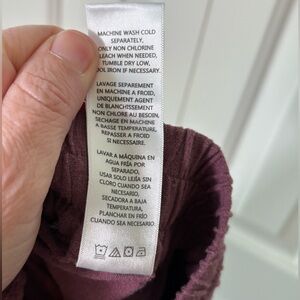 MACHINE WASH COLD
SEPARATELY,
ONLY NON CHLORINE
BLEACH WHEN NEEDED,
TUMBLE DRY LOW,
COOL IRON IF NECESSARY.
LAVAGE SEPAREMENT
EN MACHINE A FROID,
UNIQUEMENT AGENT
DE BLANCHISSEMENT
NON CHLORE AU BESOIN,
SECHAGE EN MACHINE
A BASSE TEMPERATURE,
REPASSER A FROID
SI NECESSAIRE.
LAVAR A MÁQUINA EN
AGUA FRÍA POR
SEPARADO,
USAR SOLO LEJÍA SIN
CLORO CUANDO SEA
NECESARIO,
SECADORA A BAJA
TEMPERATURA,
PLANCHAR EN FRÍO
CUANDO SEA NECESARIO.